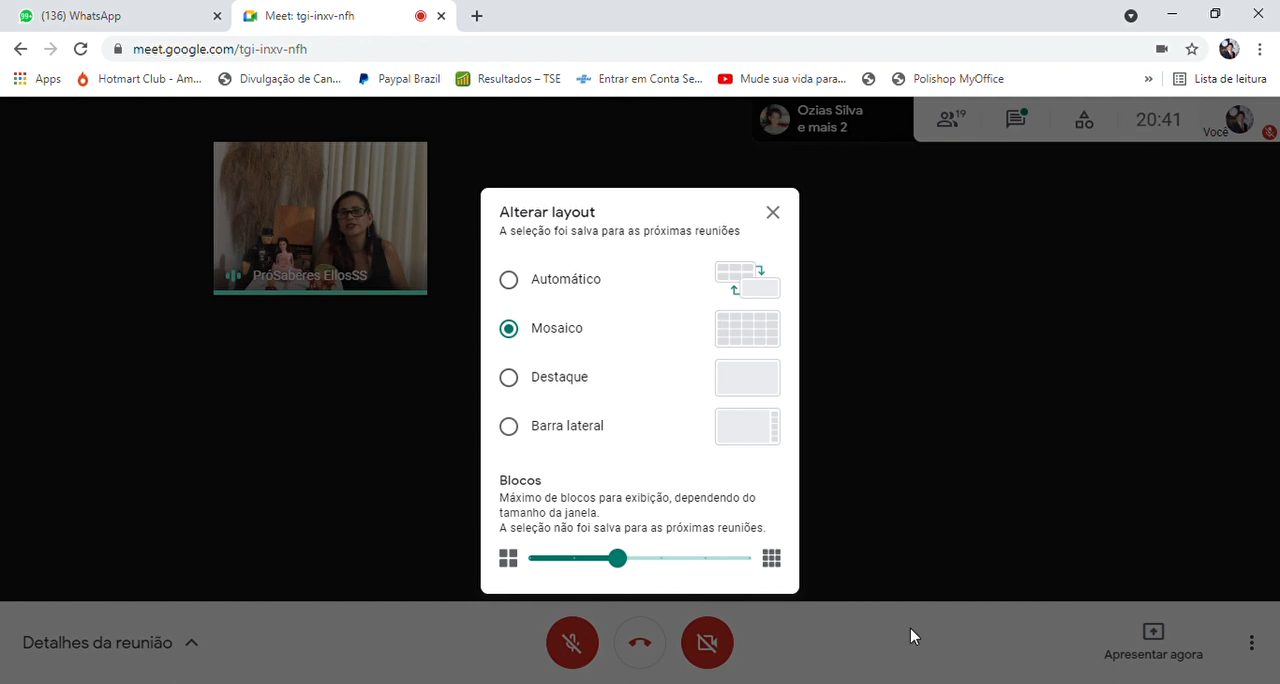 99+
(136) WhatsApp
Meet: tgi-inxv-nfh
meet.google.com/tgi-inxv-nfh
Apps
Hotmart Club - Am...
Divulgação de Can...
Paypal Brazil
Resultados – TSE
Entrar em Conta Se...
Mude sua vida para...
Polishop MyOffice
»
Lista de leitura
Ozias Silva
e mais 2
19
20:41
Você
PróSabēres EllosSS
Alterar layout
A seleção foi salva para as próximas reuniões
Automático
Mosaico
Destaque
Barra lateral
Blocos
Máximo de blocos para exibição, dependendo do
tamanho da janela.
A seleção não foi salva para as próximas reuniões.
Detalhes da reunião
Apresentar agora